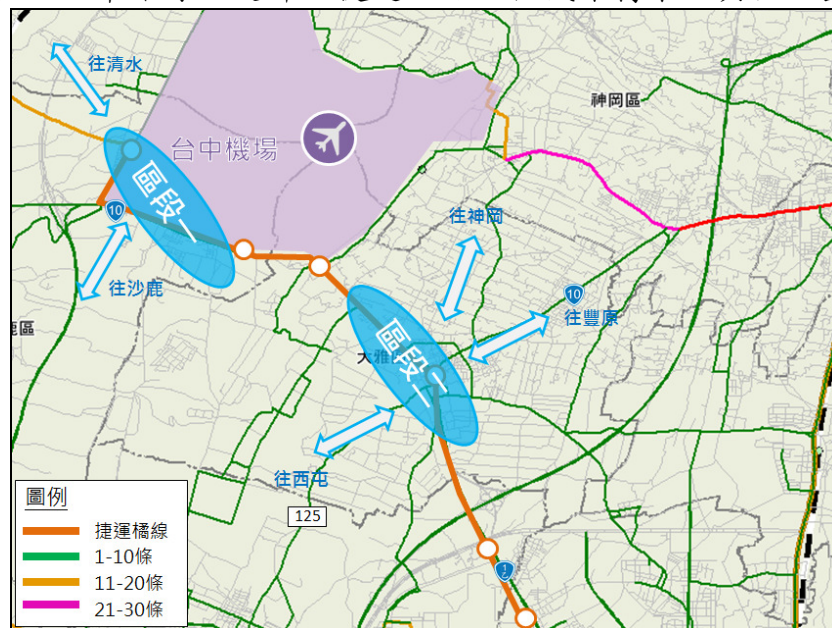 往清水
神岡區
台中機場
區段一
10
往神岡
往沙鹿
10
往豐原
鹿區
大雅
區段二
往西屯
圖例
125
捷運橘線
1-10條
11-20條
1
21-30條